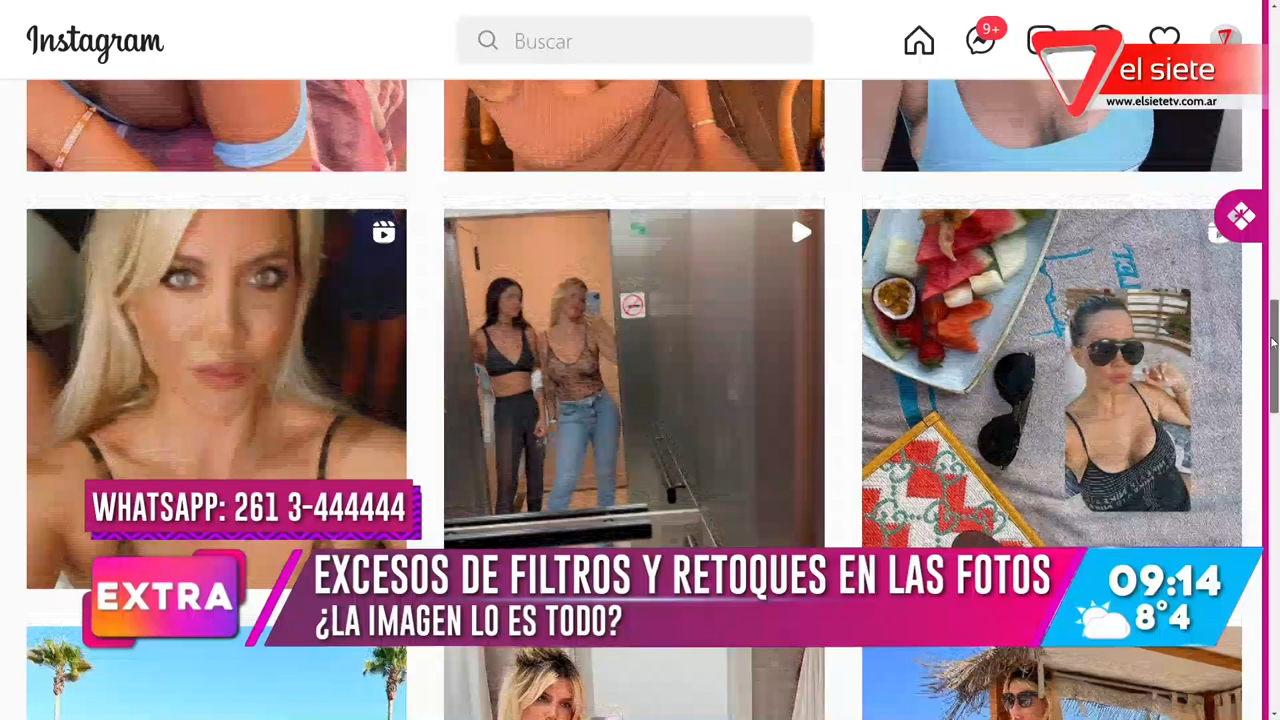 Instagram
Buscar
9+
el siete
www.elsietetv.com.ar
TEL
WHATSAPP: 261 3-444444
EXTRA
EXCESOS DE FILTROS Y RETOQUES EN LAS FOTOS
¿LA IMAGEN LO ES TODO?
09:14
8°4